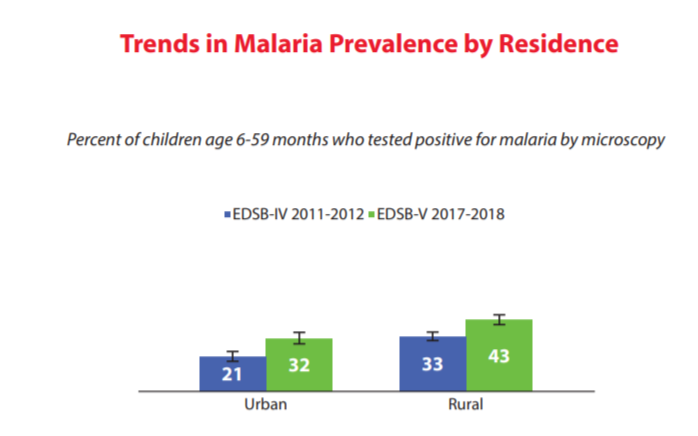 Trends in Malaria Prevalence by Residence
Percent of children age 6-59 months who tested positive for malaria by microscopy
EDSB-IV 2011-2012 EDSB-V 2017-2018
21 32 33 43
Urban Rural